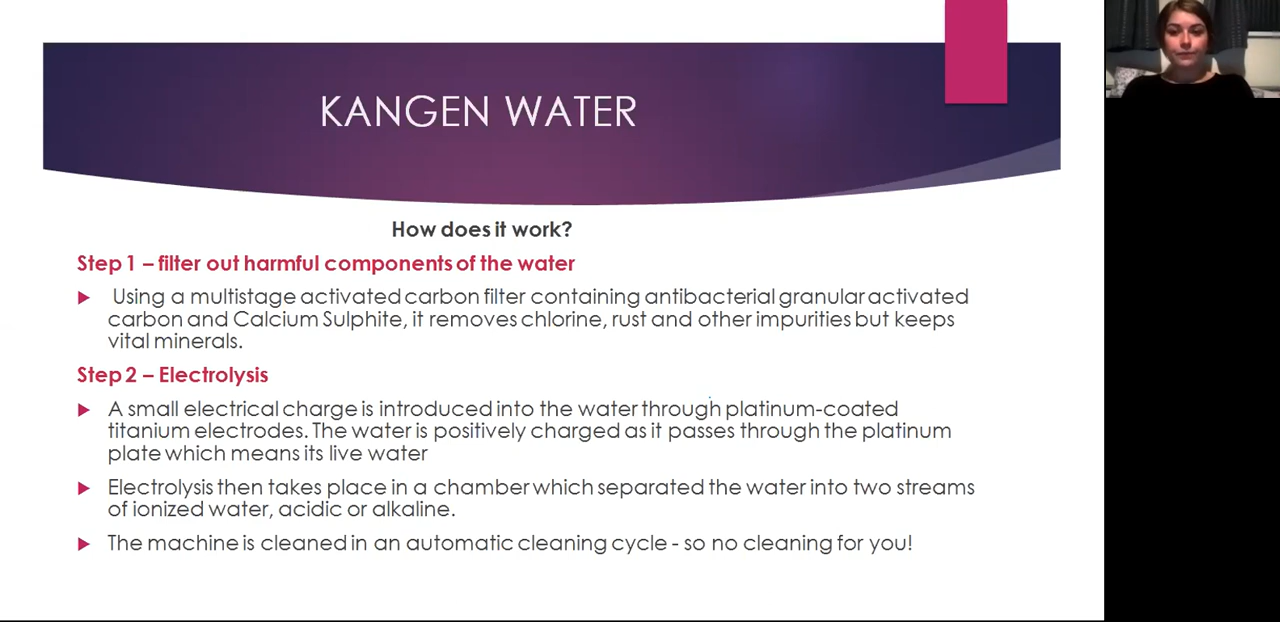 KANGEN WATER
How does it work?
Step 1 – filter out harmful components of the water
Using a multistage activated carbon filter containing antibacterial granular activated
carbon and Calcium Sulphite, it removes chlorine, rust and other impurities but keeps
vital minerals.
Step 2 – Electrolysis
A small electrical charge is introduced into the water through platinum-coated
titanium electrodes. The water is positively charged as it passes through the platinum
plate which means its live water
Electrolysis then takes place in a chamber which separated the water into two streams
of ionized water, acidic or alkaline.
The machine is cleaned in an automatic cleaning cycle - so no cleaning for you!